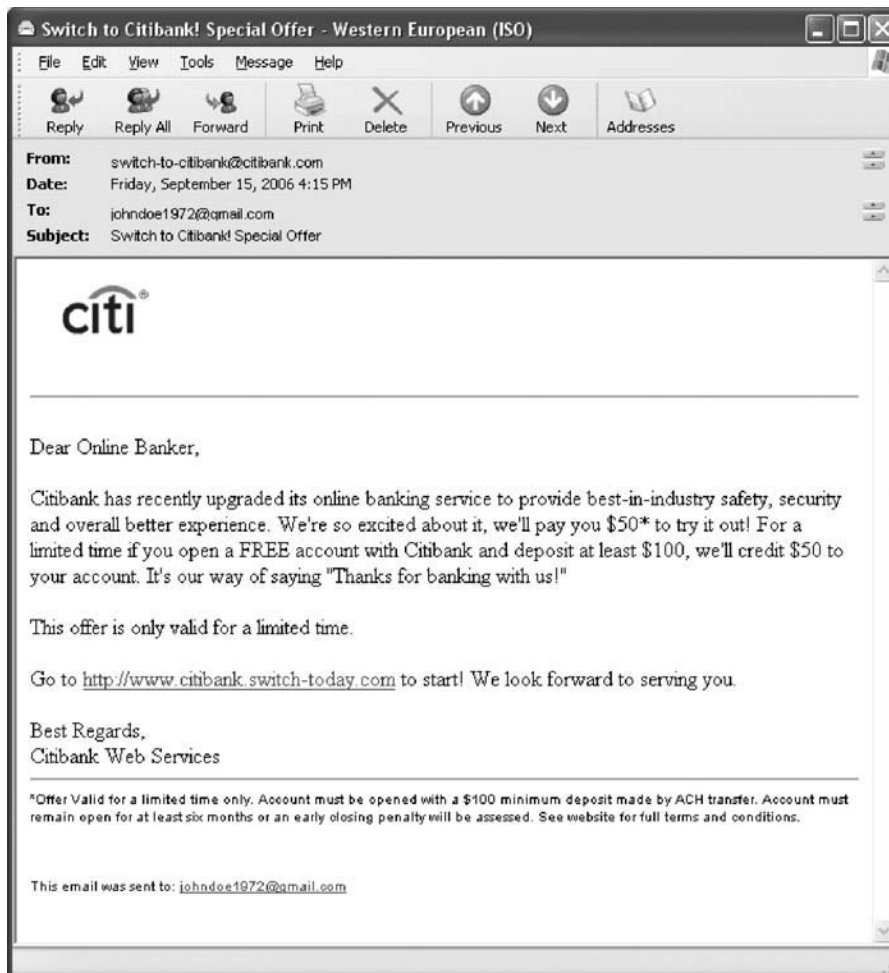 Switch to Citibank! Special Offer - Western European (ISO)
File Edit View Tools Message Help
Reply Reply All Forward Print Delete Previous Next Addresses
From: switch-to-citibank@citibank.com
Date: Friday, September 15, 2006 4:15 PM
To: johndoe1972@gmail.com
Subject: Switch to Citibank! Special Offer
citi®
Dear Online Banker,
Citibank has recently upgraded its online banking service to provide best-in-industry safety, security
and overall better experience. We're so excited about it, we'll pay you $50* to try it out! For a
limited time if you open a FREE account with Citibank and deposit at least $100, we'll credit $50 to
your account. It's our way of saying "Thanks for banking with us!"
This offer is only valid for a limited time.
Go to http://www.citibank.switch-today.com to start! We look forward to serving you.
Best Regards,
Citibank Web Services
*Offer Valid for a limited time only. Account must be opened with a $100 minimum deposit made by ACH transfer. Account must
remain open for at least six months or an early closing penalty will be assessed. See website for full terms and conditions.
This email was sent to: johndoe1972@gmail.com